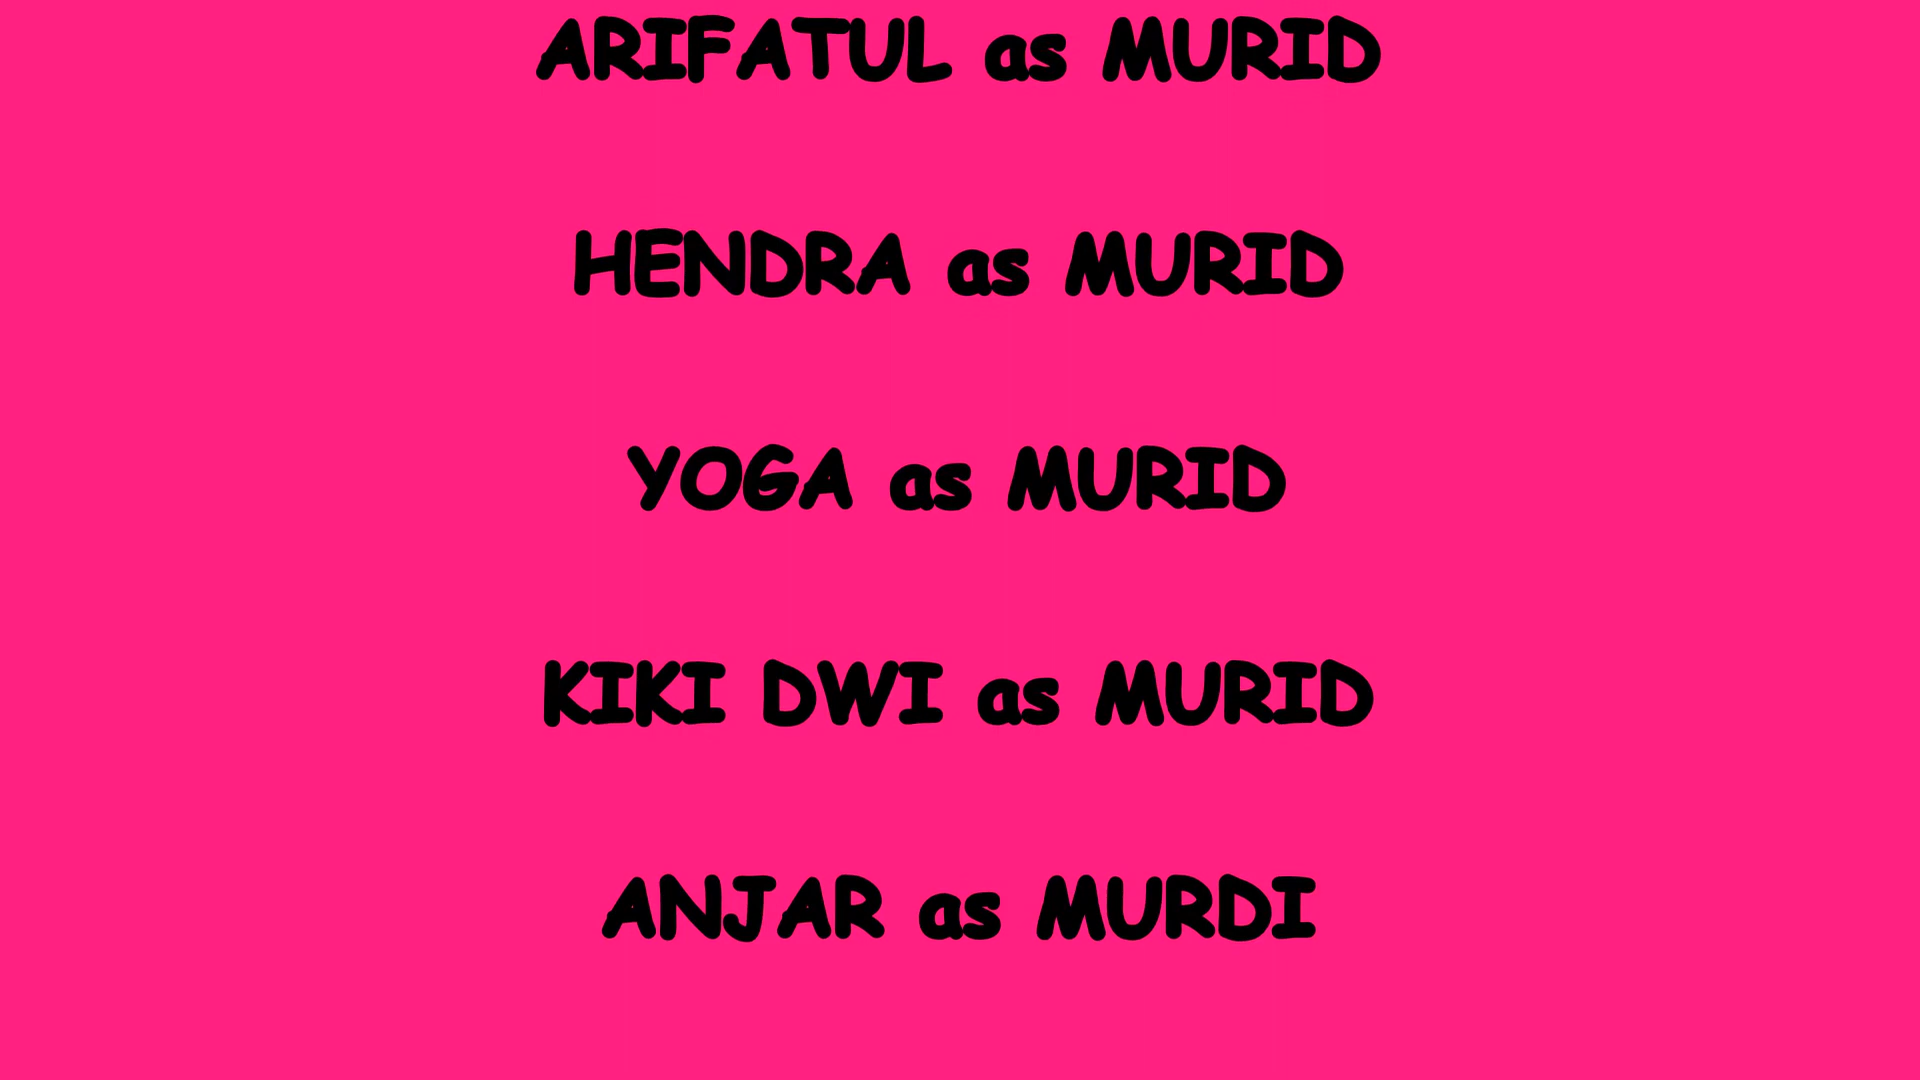 ARIFATUL as MURID
HENDRA as MURID
YOGA as MURID
KIKI DWI as MURID
ANJAR as MURDI